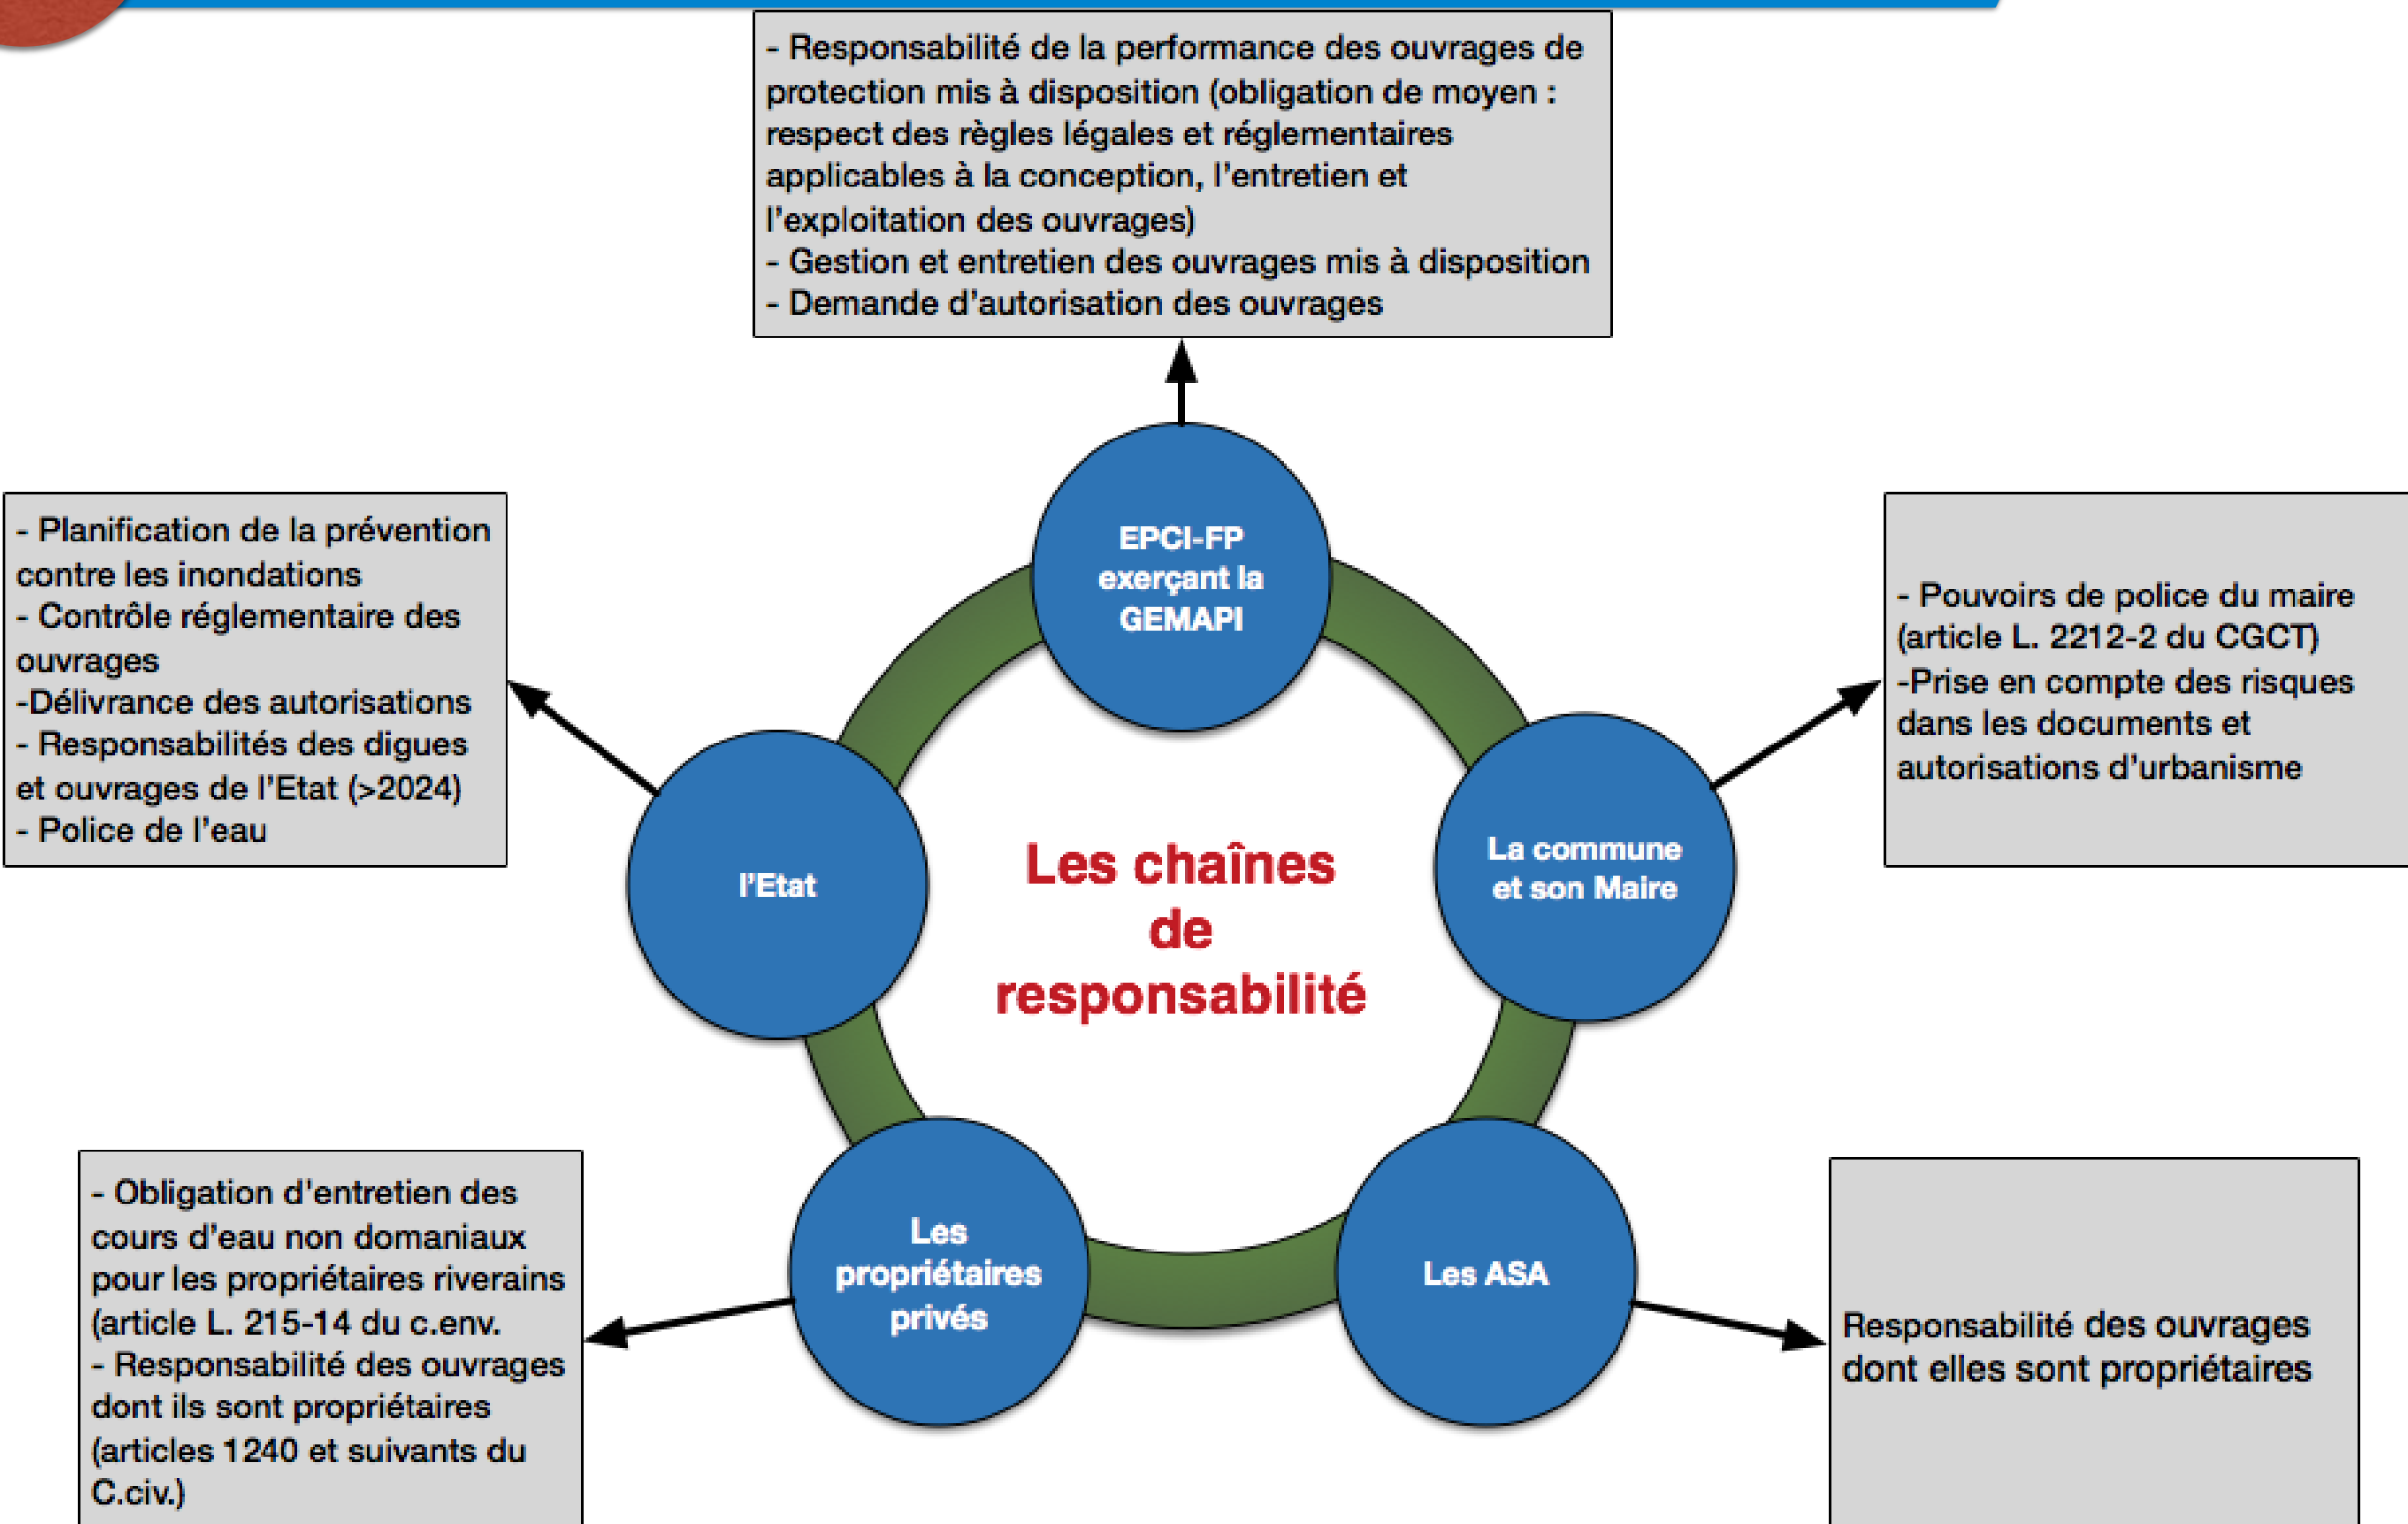 - Responsabilité de la performance des ouvrages de
protection mis à disposition (obligation de moyen :
respect des règles légales et réglementaires
applicables à la conception, l'entretien et
l'exploitation des ouvrages)
- Gestion et entretien des ouvrages mis à disposition
- Demande d'autorisation des ouvrages
EPCI-FP
exerçant la
GEMAPI
- Planification de la prévention
contre les inondations
- Contrôle réglementaire des
ouvrages
-Délivrance des autorisations
- Responsabilités des digues
et ouvrages de l'Etat (>2024)
- Police de l'eau
- Pouvoirs de police du maire
(article L. 2212-2 du CGCT)
-Prise en compte des risques
dans les documents et
autorisations d'urbanisme
l'Etat
Les chaînes
de
responsabilité
La commune
et son Maire
- Obligation d'entretien des
cours d'eau non domaniaux
pour les propriétaires riverains
(article L. 215-14 du c.env.
- Responsabilité des ouvrages
dont ils sont propriétaires
(articles 1240 et suivants du
C.civ.)
Les
propriétaires
privés
Les ASA
Responsabilité des ouvrages
dont elles sont propriétaires